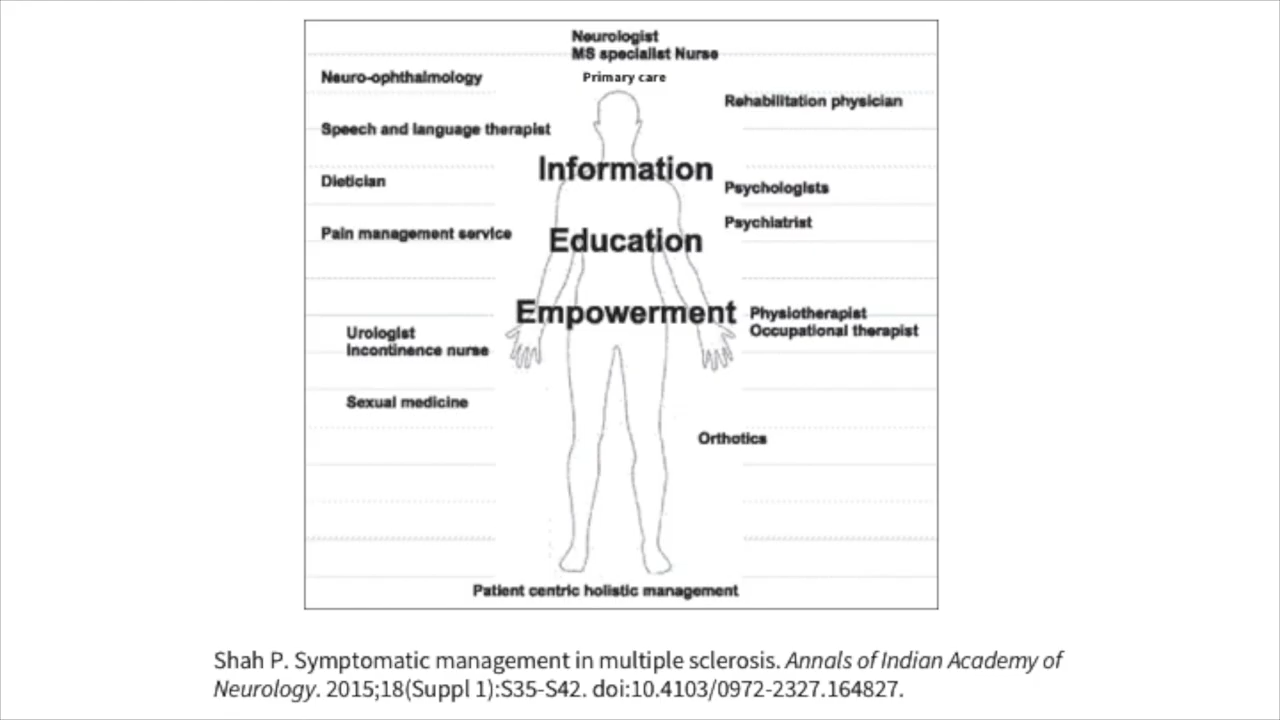 Neurologist
MS specialist Nurse
Primary care
Neuro-ophthalmology
Rehabilitation physician
Speech and language therapist
Information
Dietician
Psychologists
Psychiatrist
Pain management service
Education
Empowerment
Physiotherapist
Occupational therapist
Urologist
Incontinence nurse
Sexual medicine
Orthotics
Patient centric holistic management
Shah P. Symptomatic management in multiple sclerosis. Annals of Indian Academy of
Neurology. 2015;18(Suppl 1):S35-S42. doi:10.4103/0972-2327.164827.